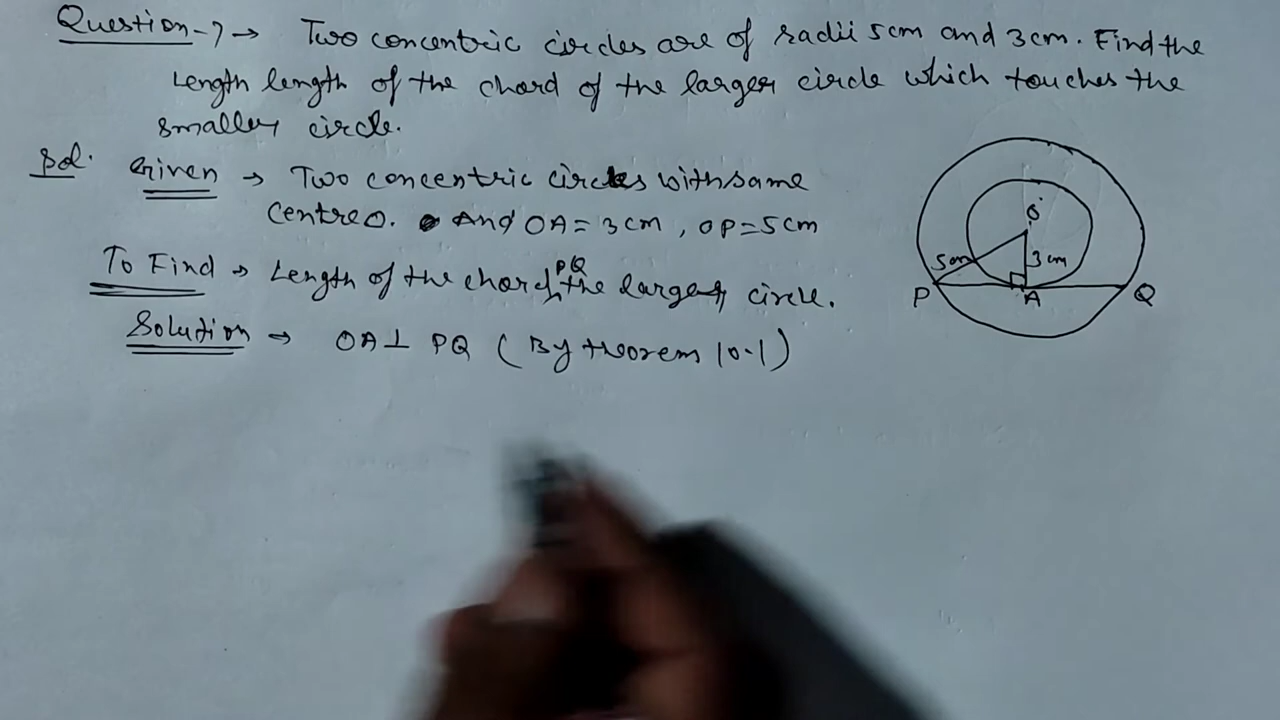 Question-7 → Two concentric circles are of radii 5cm and 3cm. Find the
Length length of the chord of the larger circle which touches the
smaller circle.
Sol. Given → Two concentric circles with same
Centre O. And OA = 3cm, OP = 5cm
To Find → Length of the chord PQ the larger circle.
Solution → OA ⊥ PQ (By theorem 10.1)
O
5cm
3cm
P
A
Q